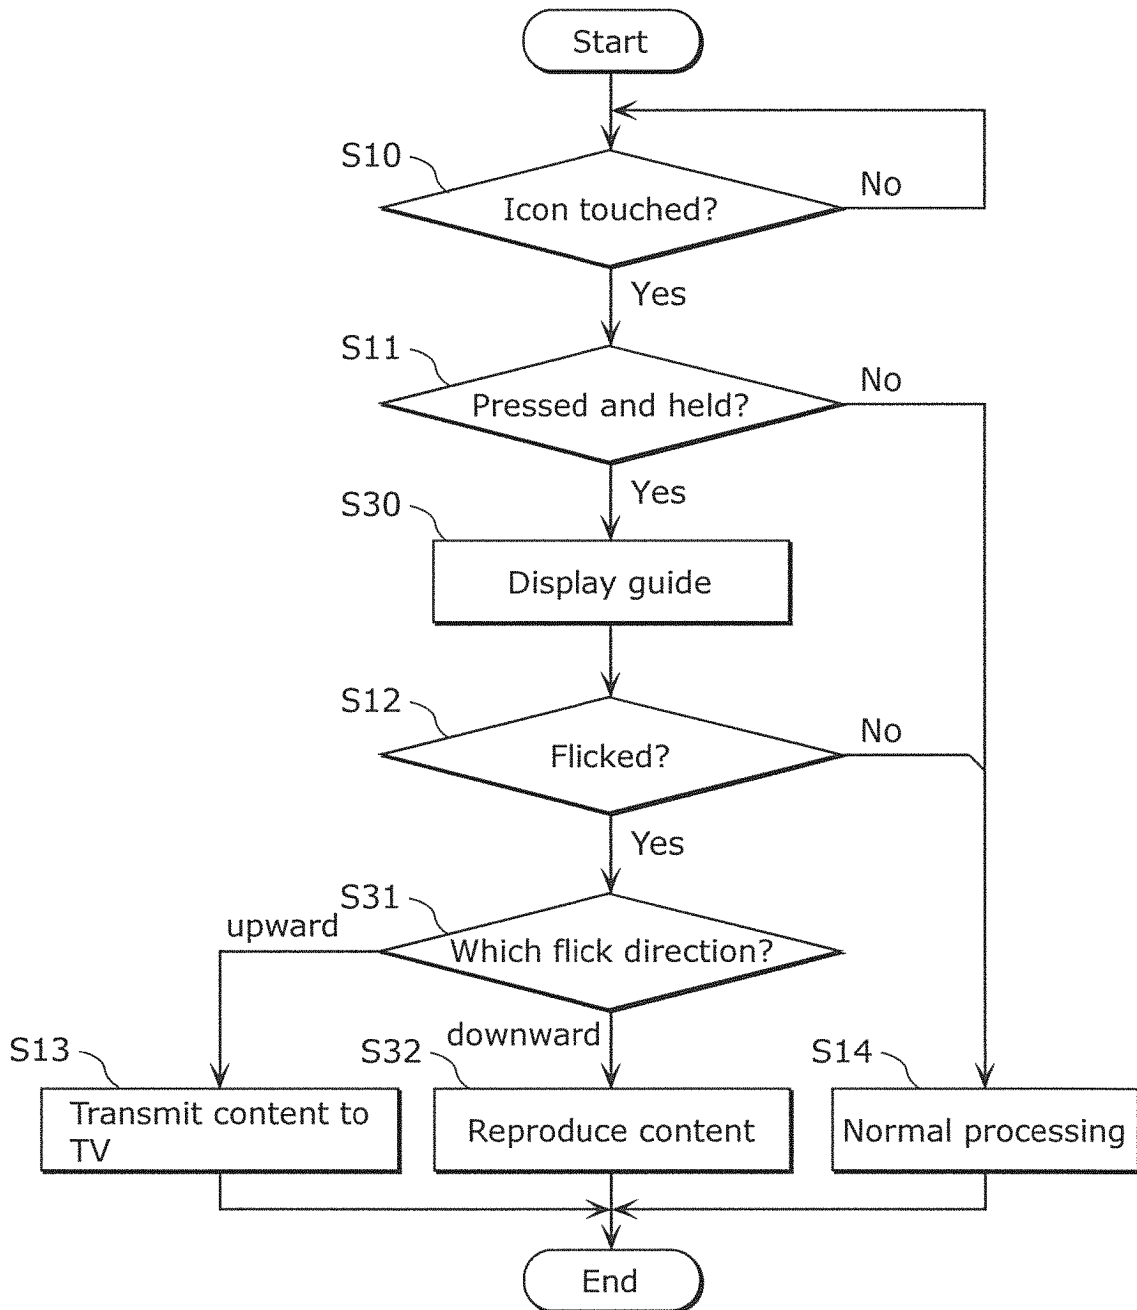 Start
S10
Icon touched?
No
Yes
S11
Pressed and held?
No
Yes
S30
Display guide
S12
Flicked?
No
Yes
S31
upward
Which flick direction?
downward
S13
Transmit content to
TV
S32
Reproduce content
S14
Normal processing
End